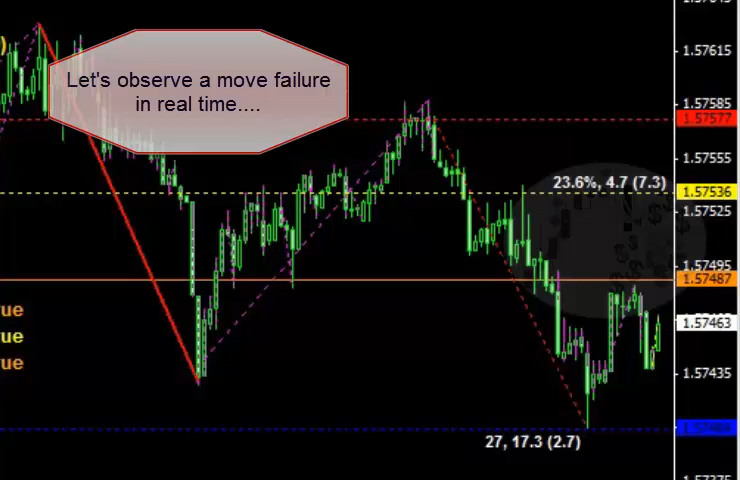 1.57615
Let's observe a move failure
in real time....
)
1.57585
1.57577
1.57555
23.6%, 4.7 (7.3)
1.57536
1.57525
1.57495
1.57487
ue
1.57463
ue
ue
1.57435
27, 17.3 (2.7)